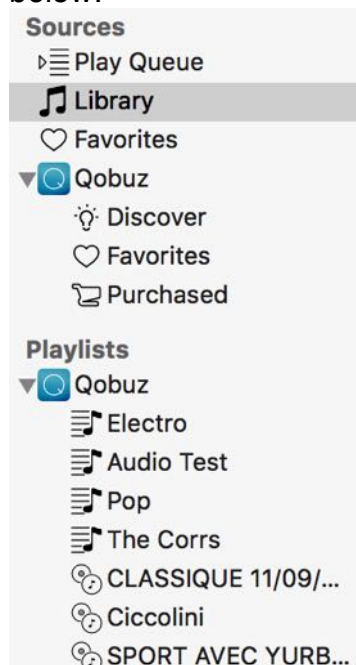 Sources
Play Queue
Library
Favorites
Qobuz
Discover
Favorites
Purchased
Playlists
Qobuz
Electro
Audio Test
Pop
The Corrs
CLASSIQUE 11/09/...
Ciccolini
SPORT AVEC YURB...